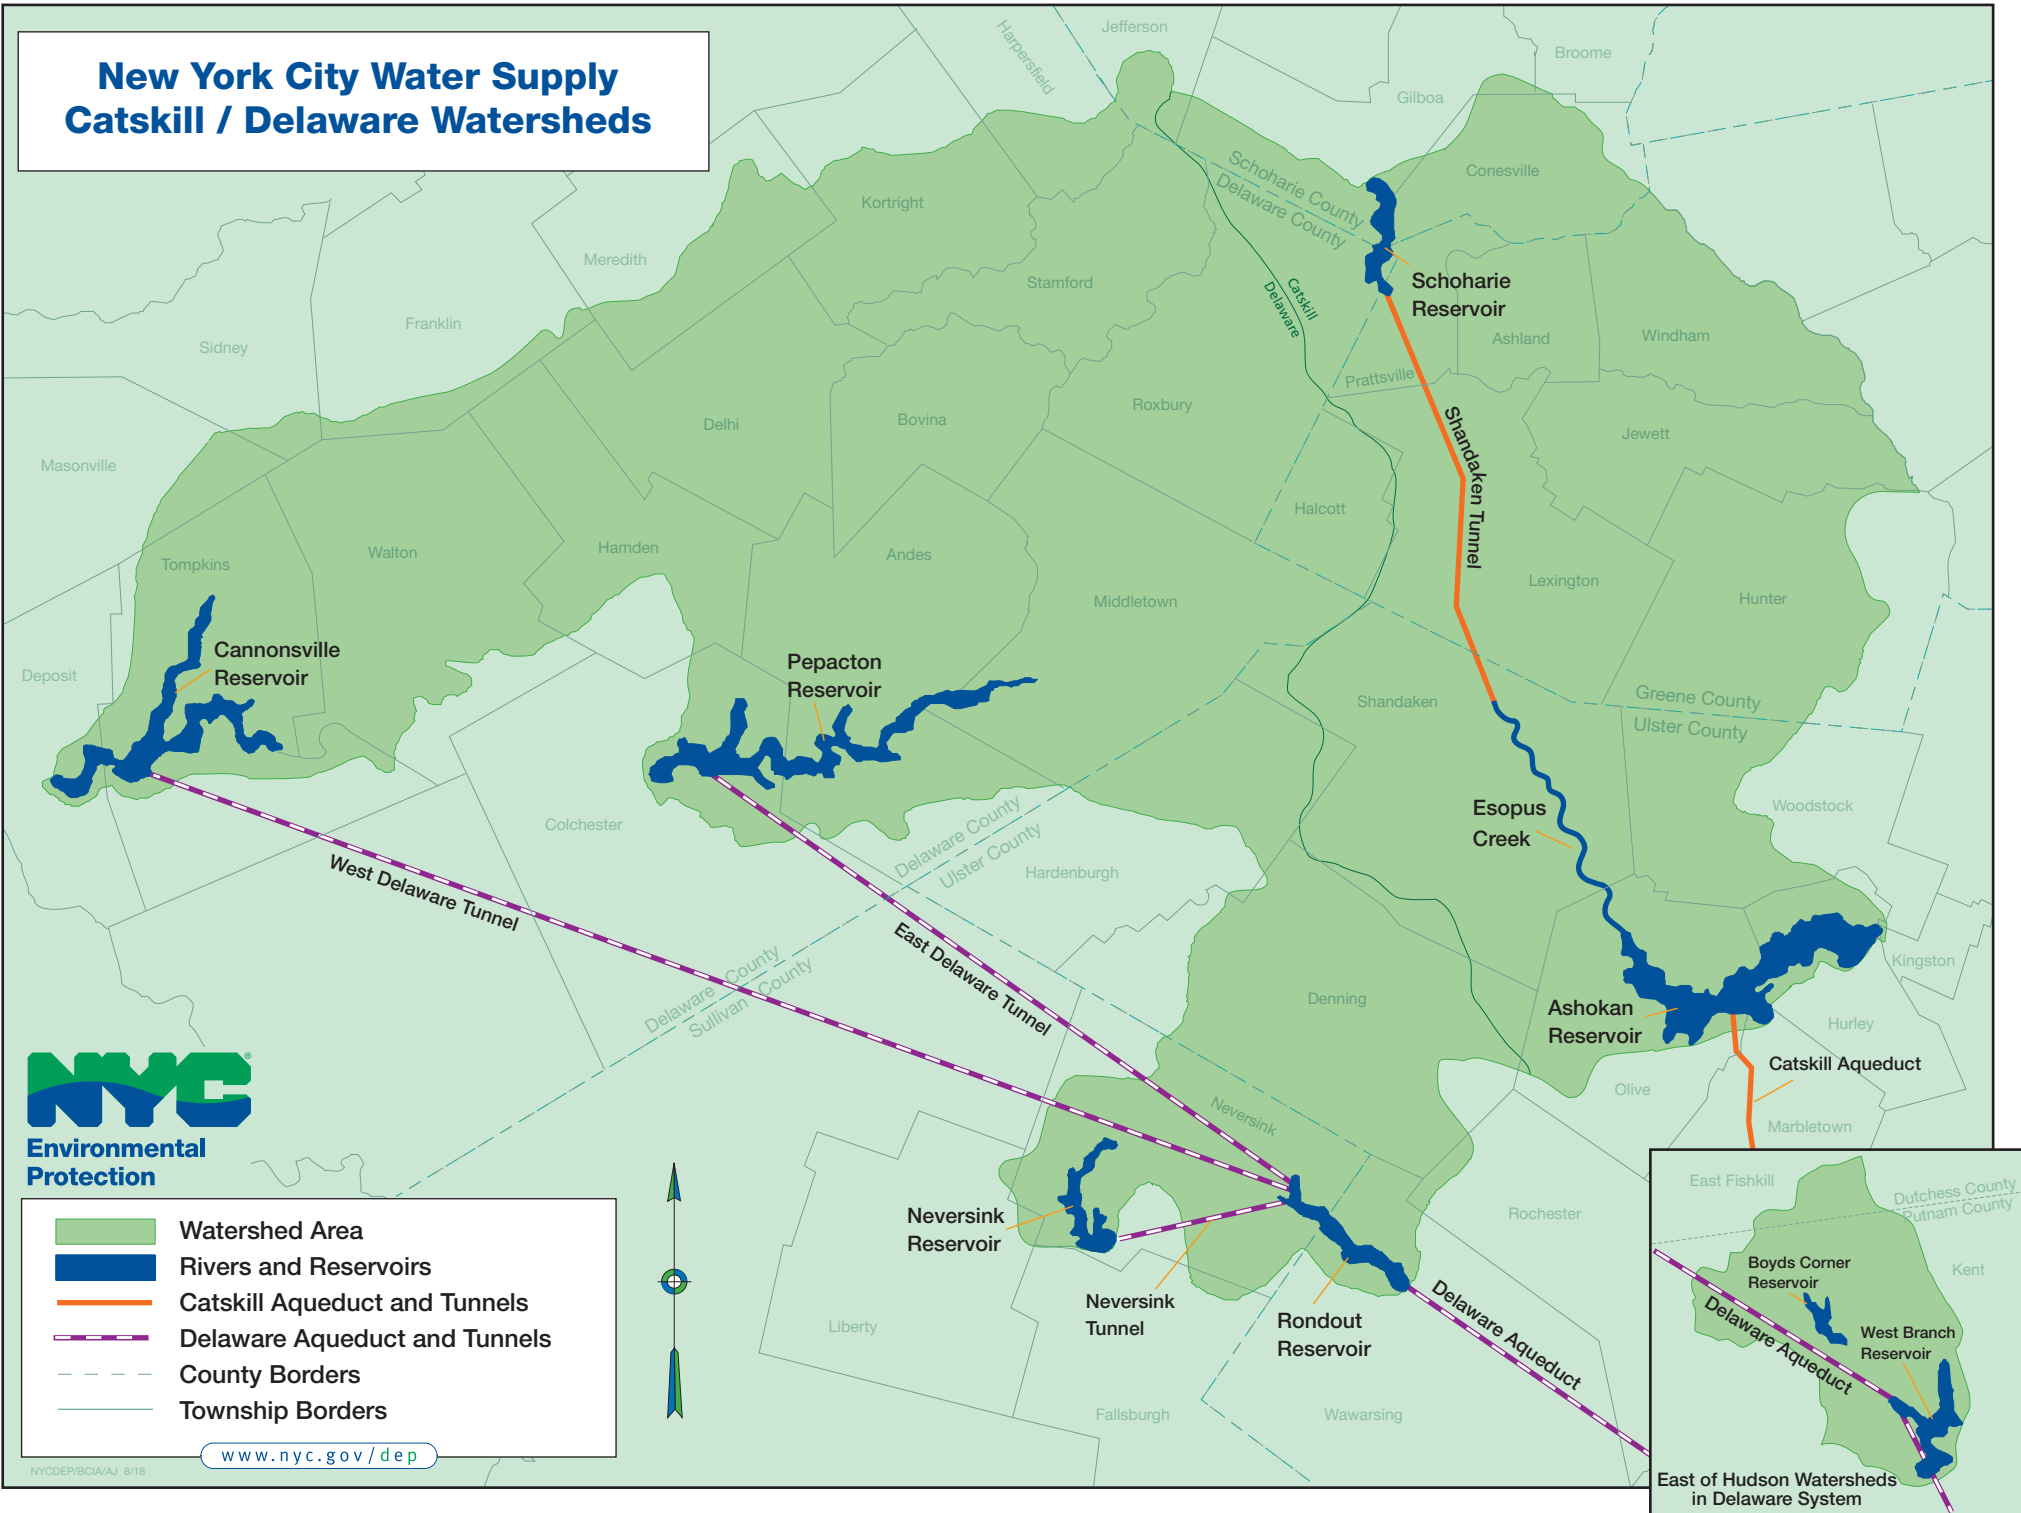 New York City Water Supply
Catskill / Delaware Watersheds
Jefferson
Harpersfield
Broome
Gilboa
Schoharie County
Delaware County
Conesville
Kortright
Meredith
Stamford
Schoharie
Reservoir
Catskill
Delaware
Franklin
Sidney
Ashland
Windham
Prattsville
Roxbury
Bovina
Delhi
Shandaken Tunnel
Jewett
Masonville
Halcott
Walton
Hamden
Andes
Tompkins
Lexington
Middletown
Hunter
Cannonsville
Reservoir
Pepacton
Reservoir
Deposit
Shandaken
Greene County
Ulster County
Woodstock
Esopus
Creek
Colchester
Delaware County
Ulster County
Hardenburgh
West Delaware Tunnel
East Delaware Tunnel
Delaware County
Sullivan County
Denning
Kingston
Ashokan
Reservoir
Hurley
Catskill Aqueduct
Olive
Marbletown
Neversink
NYC
®
Environmental
Protection
Neversink
Reservoir
Rochester
Neversink
Tunnel
Rondout
Reservoir
Delaware Aqueduct
Liberty
Fallsburgh
Wawarsing
Watershed Area
Rivers and Reservoirs
Catskill Aqueduct and Tunnels
Delaware Aqueduct and Tunnels
County Borders
Township Borders
www.nyc.gov/dep
NYCDEP/BCIA/AJ 8/18
East Fishkill
Dutchess County
Putnam County
Boyds Corner
Reservoir
Kent
Delaware Aqueduct
West Branch
Reservoir
East of Hudson Watersheds
in Delaware System